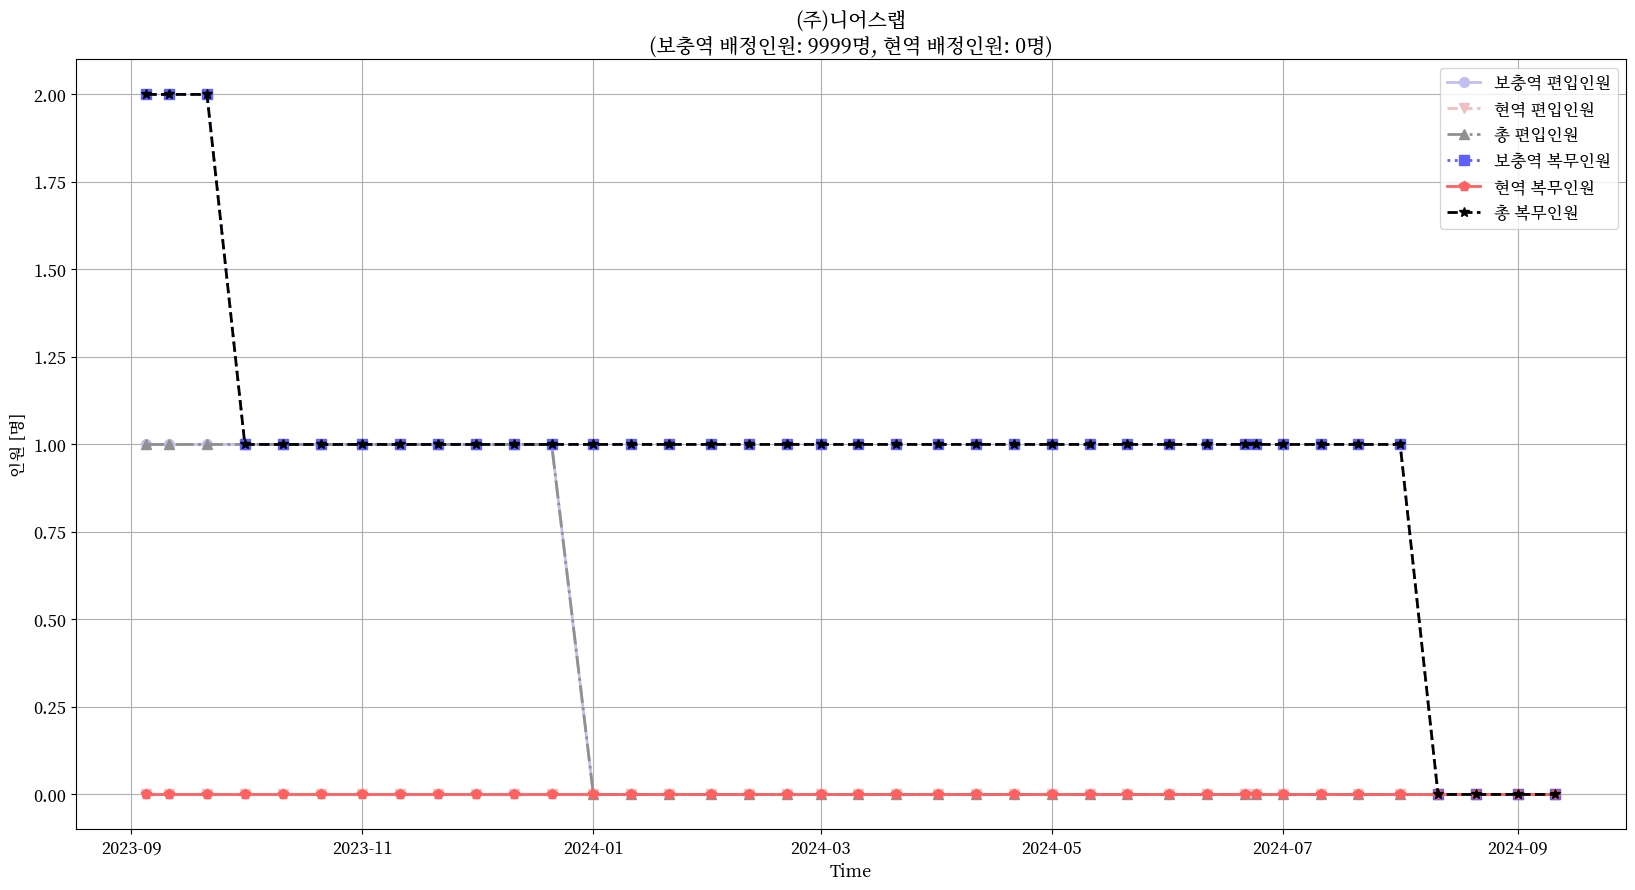 (주)니어스랩
(보충역 배정인원: 9999명, 현역 배정인원: 0명)
보충역 편입인원
현역 편입인원
총 편입인원
보충역 복무인원
현역 복무인원
총 복무인원
인원 [명]
2.00
1.75
1.50
1.25
1.00
0.75
0.50
0.25
0.00
2023-09 2023-11 2024-01 2024-03 2024-05 2024-07 2024-09
Time